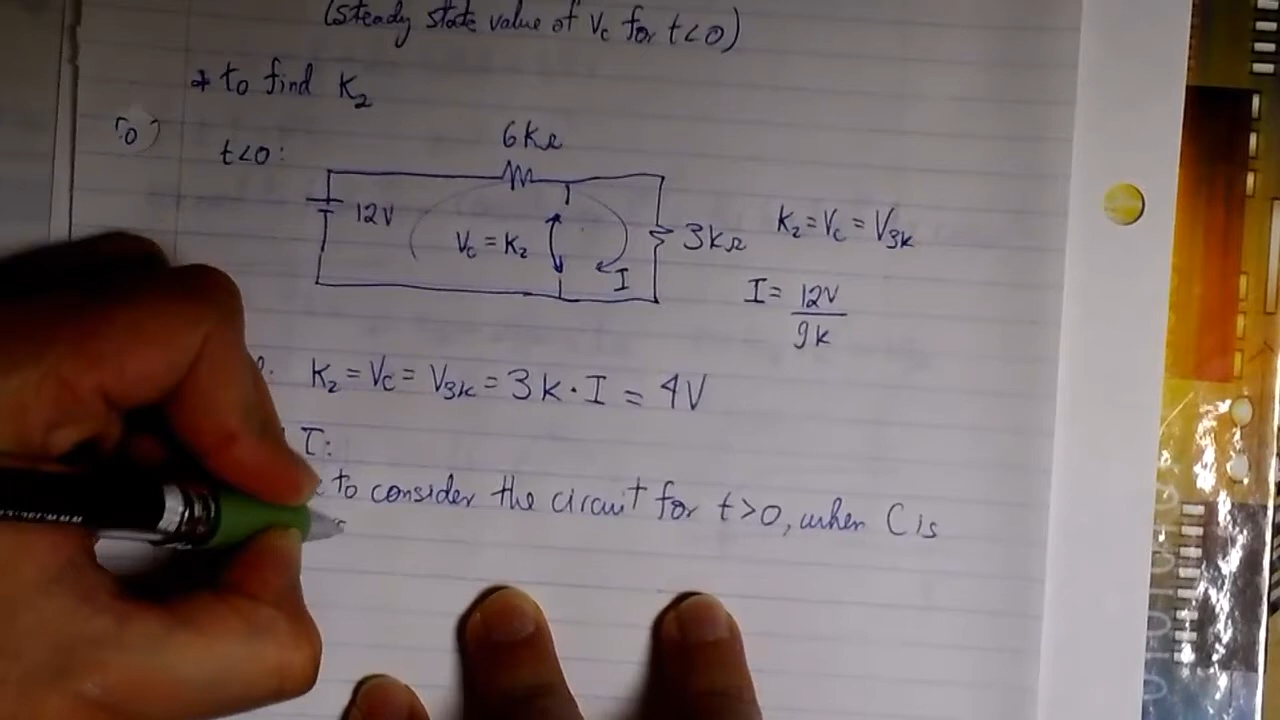 (steady state value of Vc for t<0)
* to find K2
t<0:
6kΩ
12V
Vc = K2
I
3kΩ
K2 = Vc = V3k
I = 12V
9k
K2 = Vc = V3k = 3k · I = 4V
τ:
to consider the circuit for t>0, when C is